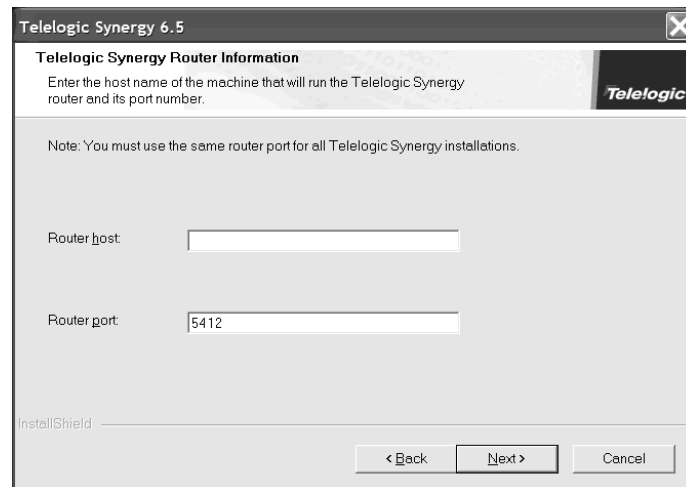 Telelogic Synergy 6.5
Telelogic Synergy Router Information
Enter the host name of the machine that will run the Telelogic Synergy
router and its port number.
Telelogic
Note: You must use the same router port for all Telelogic Synergy installations.
Router host:
Router port:
5412
InstallShield
< Back
Next >
Cancel